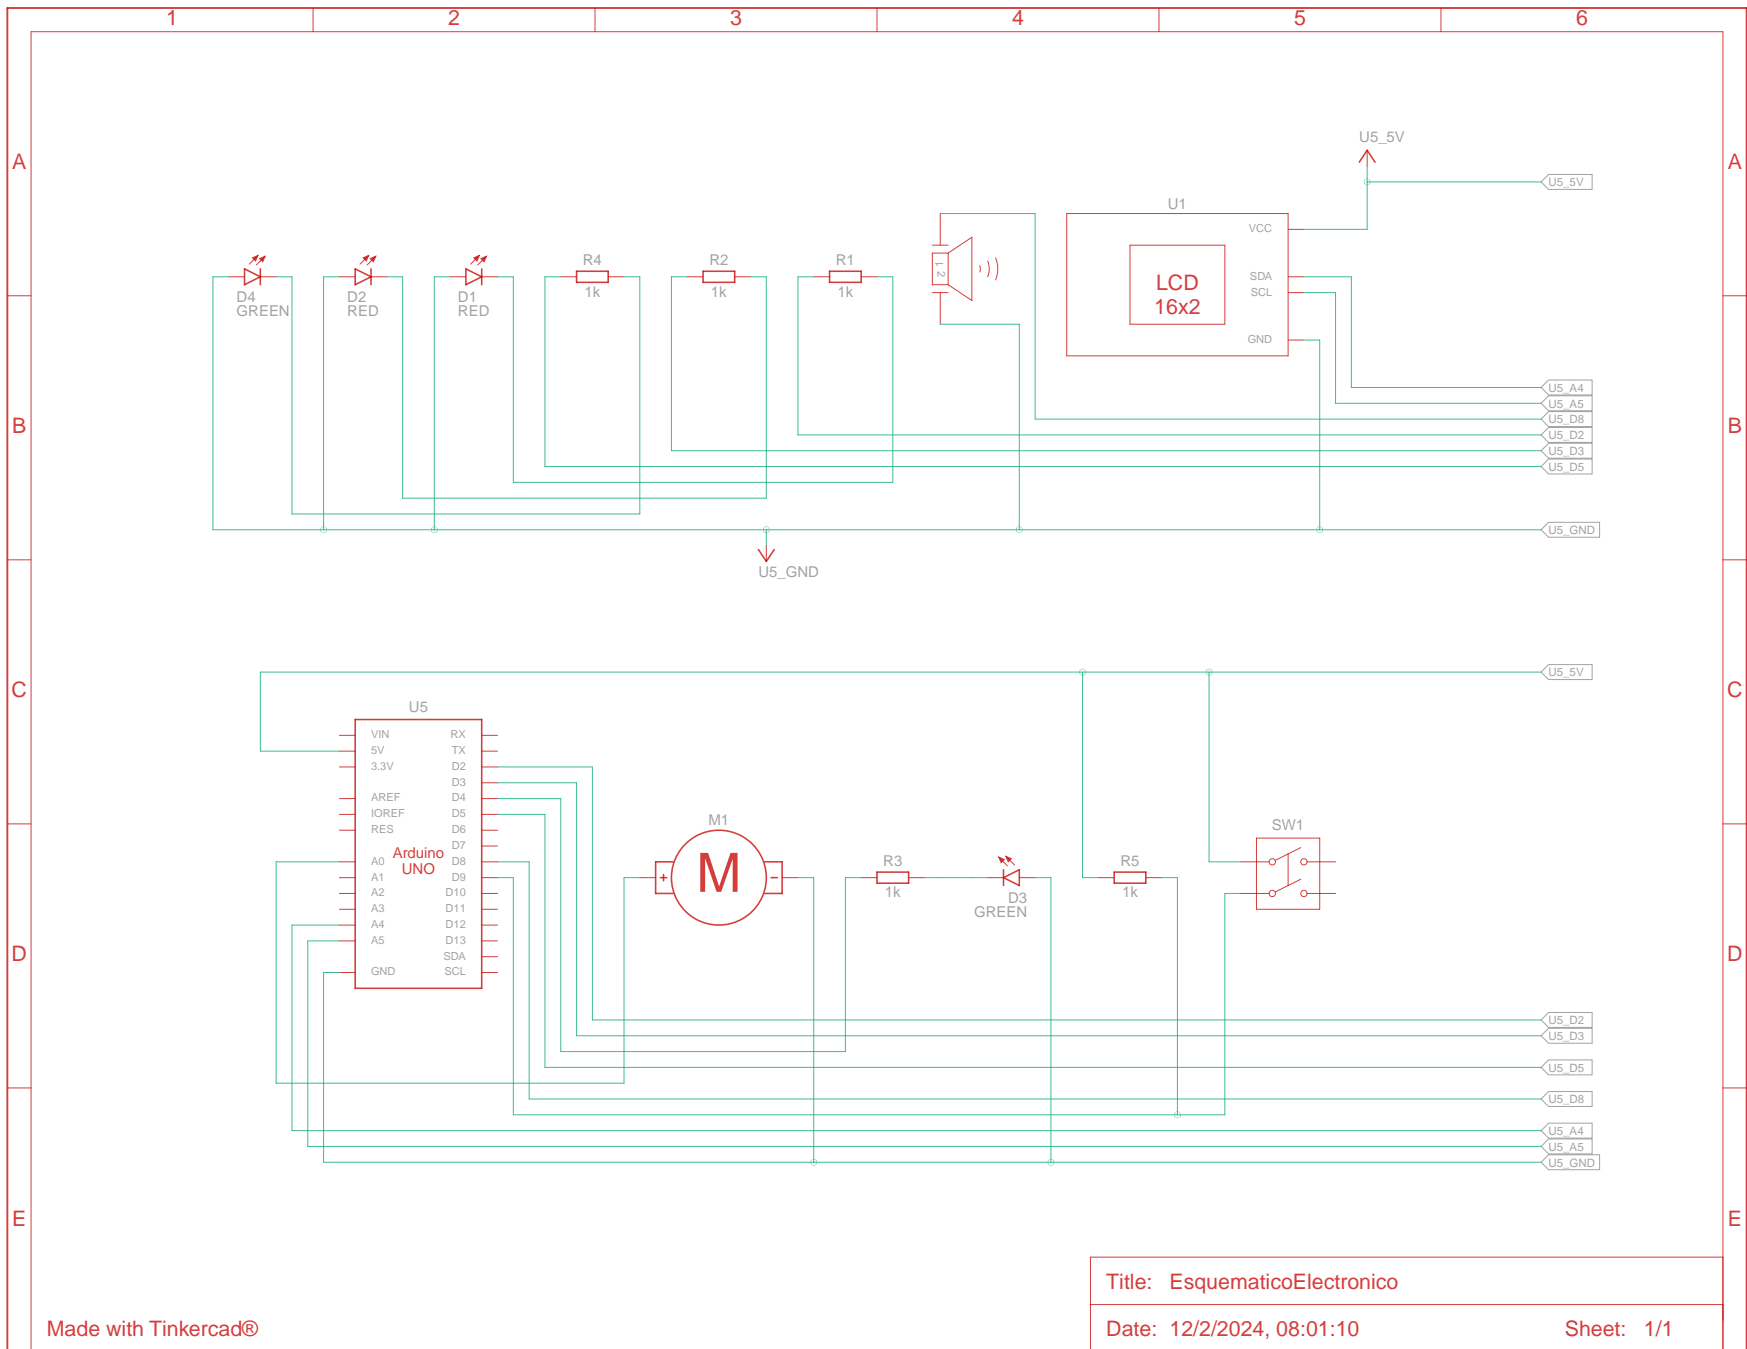 1 2 3 4 5 6
A A
U5_5V
U5_5V
U1
VCC
SDA
SCL
GND
LCD
16x2
D4
GREEN
D2
RED
D1
RED
R4
1k
R2
1k
R1
1k
1 2
B B
U5_A4
U5_A5
U5_D8
U5_D2
U5_D3
U5_D5
U5_GND
U5_GND
C C
U5_5V
U5
VIN RX
5V TX
3.3V D2
D3
AREF D4
IOREF D5
RES D6
D7
Arduino
UNO
A0 D8
A1 D9
A2 D10
A3 D11
A4 D12
A5 D13
SDA
GND SCL
M1
M
+ -
R3
1k
D3
GREEN
R5
1k
SW1
D D
U5_D2
U5_D3
U5_D5
U5_D8
U5_A4
U5_A5
U5_GND
E E
Title: EsquematicoElectronico
Made with Tinkercad®
Date: 12/2/2024, 08:01:10 Sheet: 1/1